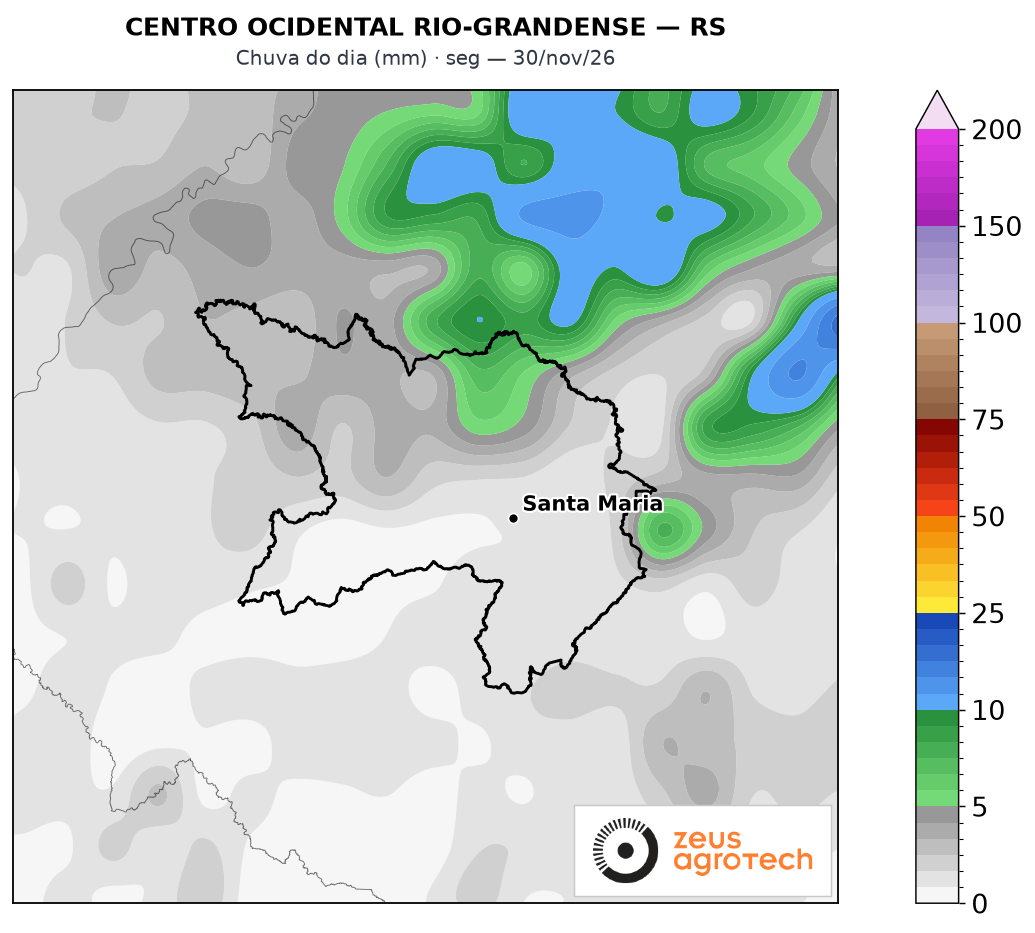 CENTRO OCIDENTAL RIO-GRANDENSE — RS
Chuva do dia (mm) · seg — 30/nov/26
200
150
100
75
50
25
10
5
0
Santa Maria
zeus
agrotech